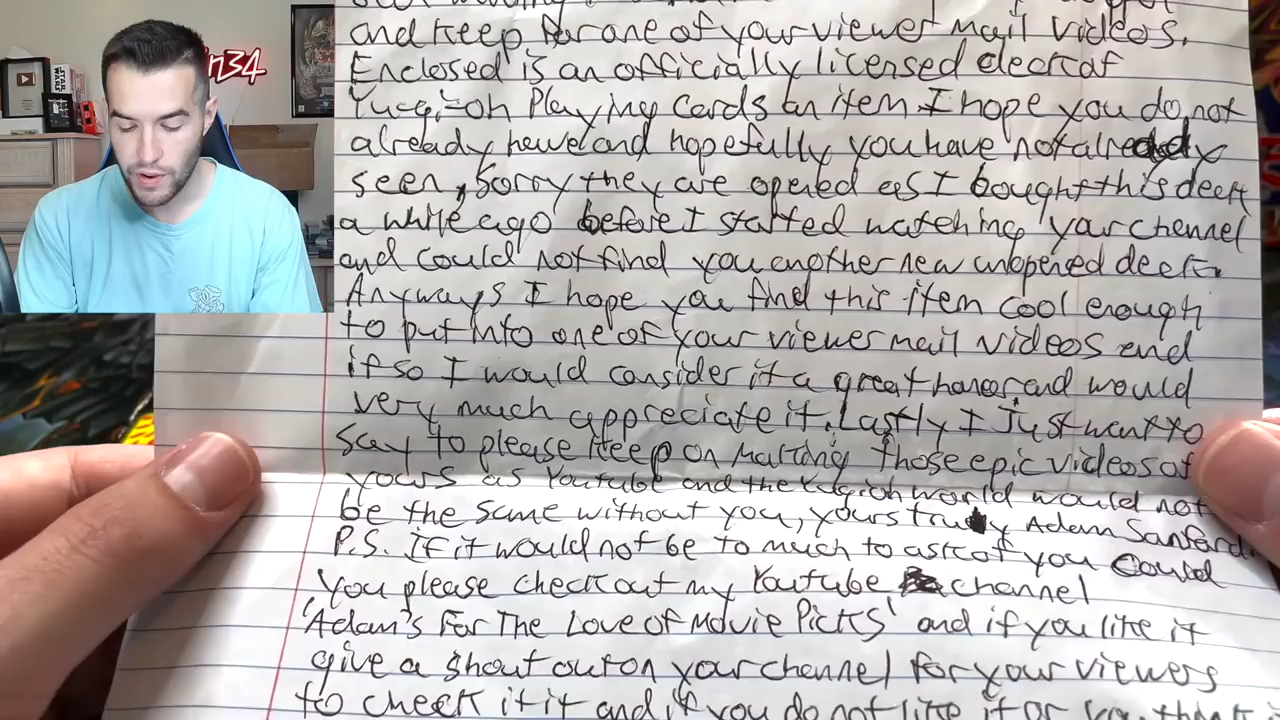 and keep for one of your viewer mail videos.
Enclosed is an officially licensed deck of
Yu-gi-oh Playing Cards an item I hope you do not
already have and hopefully you have not already
seen, Sorry they are opened as I bought this deck
a while ago before I started watching your channel
and could not find you another new unopened deck.
Anyways I hope you find this item cool enough
to put into one of your viewer mail videos and
if so I would consider it a great honor and would
very much appreciate it. Lastly I Just want to
say to please keep on making those epic videos of
yours as Youtube and the Yugioh world would not
be the same without you, yours truly Adam Sanford.
P.S. If it would not be to much to ask of you Could
you please check out my Youtube channel
'Adam's For The Love of Movie Picks' and if you like it
give a shout out on your channel for your viewers
to check it it and if you do not like it or you think
34
STAR WARS